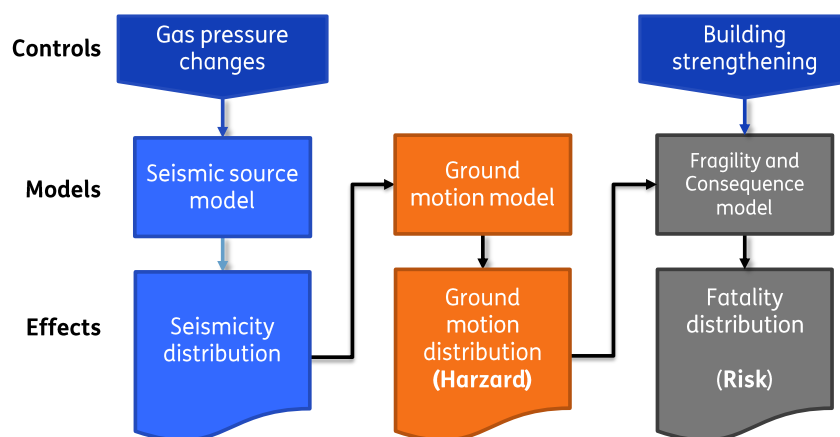 Controls
Gas pressure
changes
Building
strengthening
Models
Seismic source
model
Ground
motion model
Fragility and
Consequence
model
Effects
Seismicity
distribution
Ground
motion
distribution
(Harzard)
Fatality
distribution
(Risk)